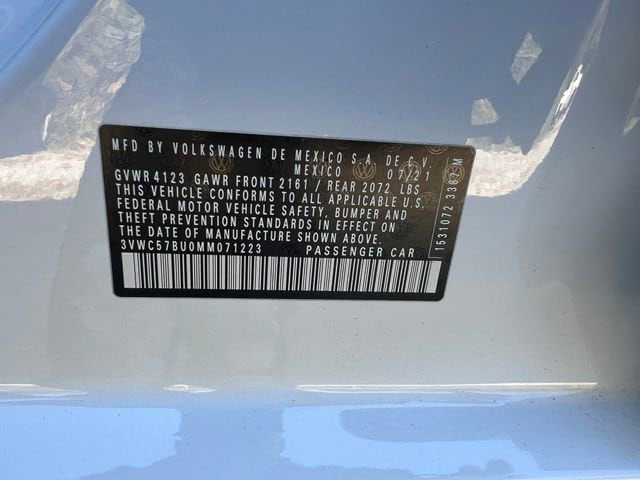 MFD BY VOLKSWAGEN DE MEXICO S.A. DE C.V.
MEXICO 07/21
GVWR 4123 GAWR FRONT 2161 / REAR 2072 LBS
THIS VEHICLE CONFORMS TO ALL APPLICABLE U.S.
FEDERAL MOTOR VEHICLE SAFETY, BUMPER AND
THEFT PREVENTION STANDARDS IN EFFECT ON THE
DATE OF MANUFACTURE SHOWN ABOVE.
3VWC57BU0MM071223 PASSENGER CAR
1531072 3387 M